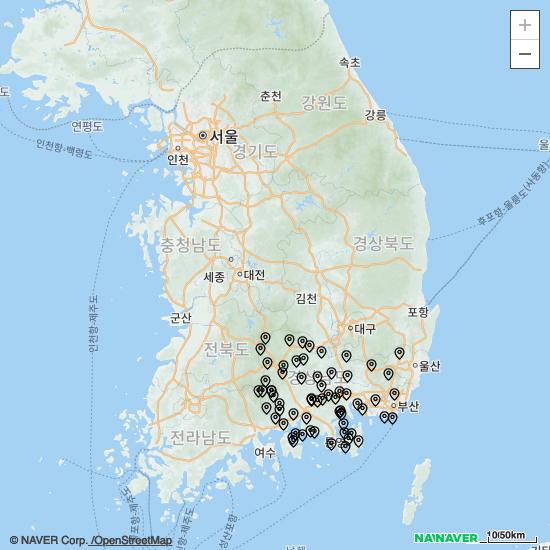 속초
춘천
강원도
강릉
도
연평도
서울
울
인천항-백령도
인천
경기도
후포항-울릉도(사동항)
충청남도
경상북도
세종
대전
김천
인천항-제주도
포항
군산
대구
전북도
울산
부산
전라남도
여수
포항-제주도
NAVER
10/50km
© NAVER Corp. /OpenStreetMap